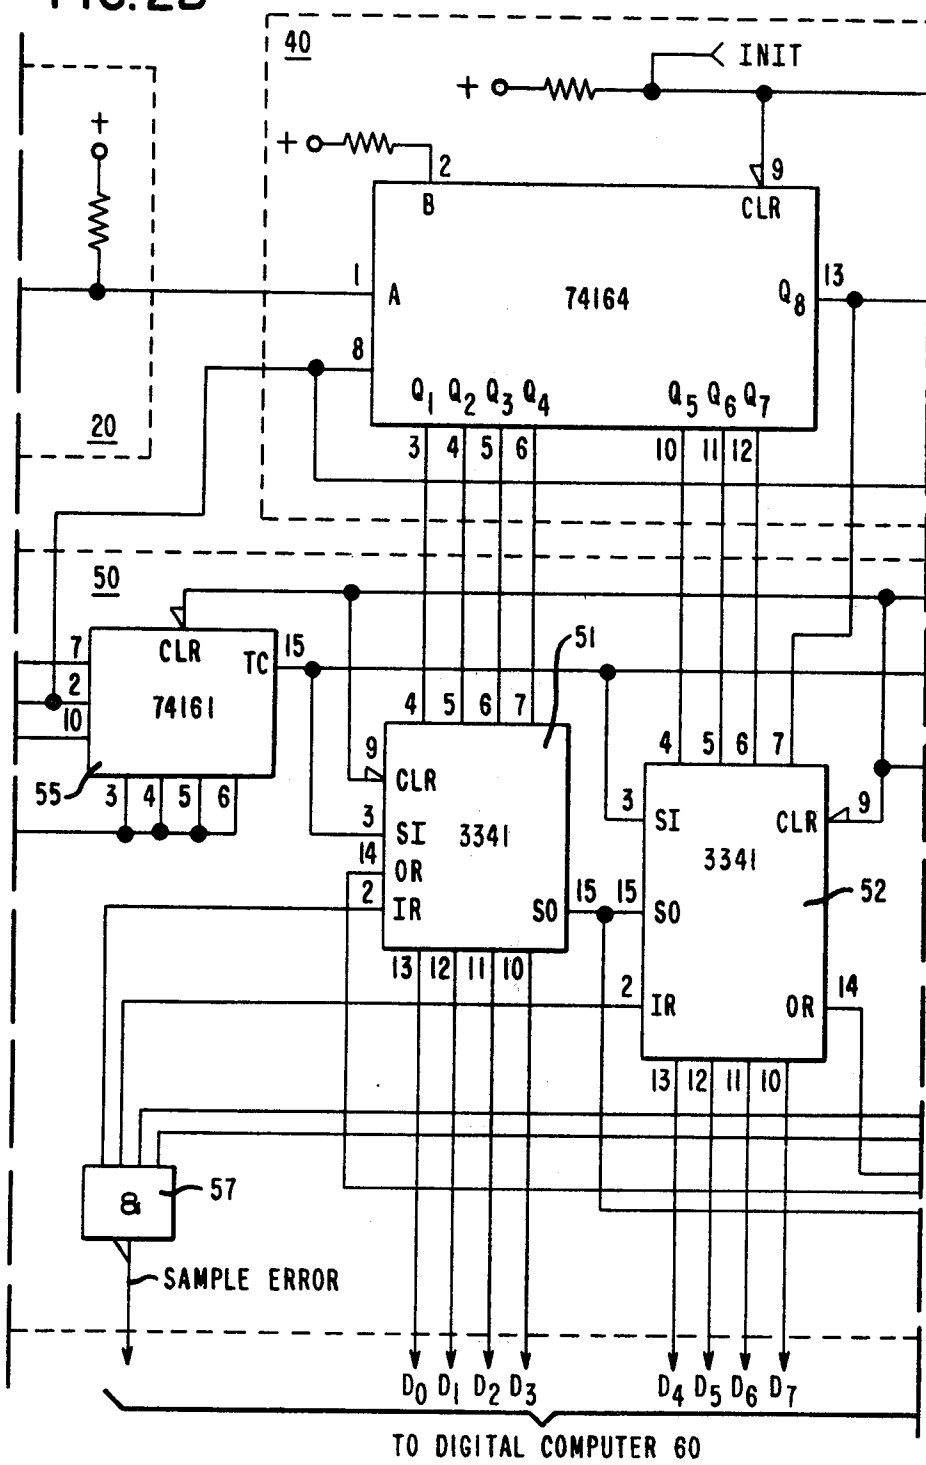 FIG. 2B
40
INIT
+
+
+
2
9
B
CLR
1
A
74164
Q8
13
8
Q1 Q2 Q3 Q4
Q5 Q6 Q7
20
3 4 5 6
10 11 12
50
7
CLR
TC
15
51
2
74161
10
4 5 6 7
4 5 6 7
55
3 4 5 6
9
CLR
3
SI
3341
14
OR
2
IR
SO
15
3
SI
CLR
9
3341
15
SO
52
13 12 11 10
2
IR
OR
14
13 12 11 10
&
57
SAMPLE ERROR
D0 D1 D2 D3
D4 D5 D6 D7
TO DIGITAL COMPUTER 60